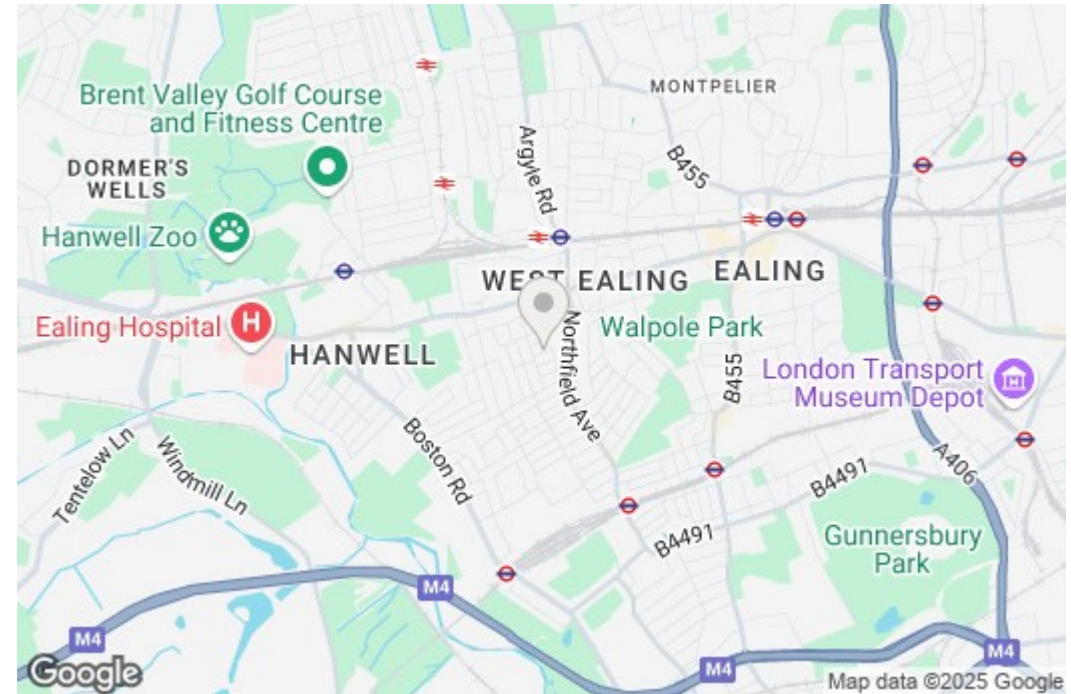 MONTPELIER
Brent Valley Golf Course
and Fitness Centre
Argyle Rd
B455
DORMER'S
WELLS
Hanwell Zoo
WEST EALING
EALING
Ealing Hospital
H
HANWELL
Northfield Ave
Walpole Park
B455
London Transport
Museum Depot
Boston Rd
Tentelow Ln
Windmill Ln
B4491
A406
B4491
Gunnersbury
Park
M4
M4
M4
M4
Google
Map data ©2025 Google